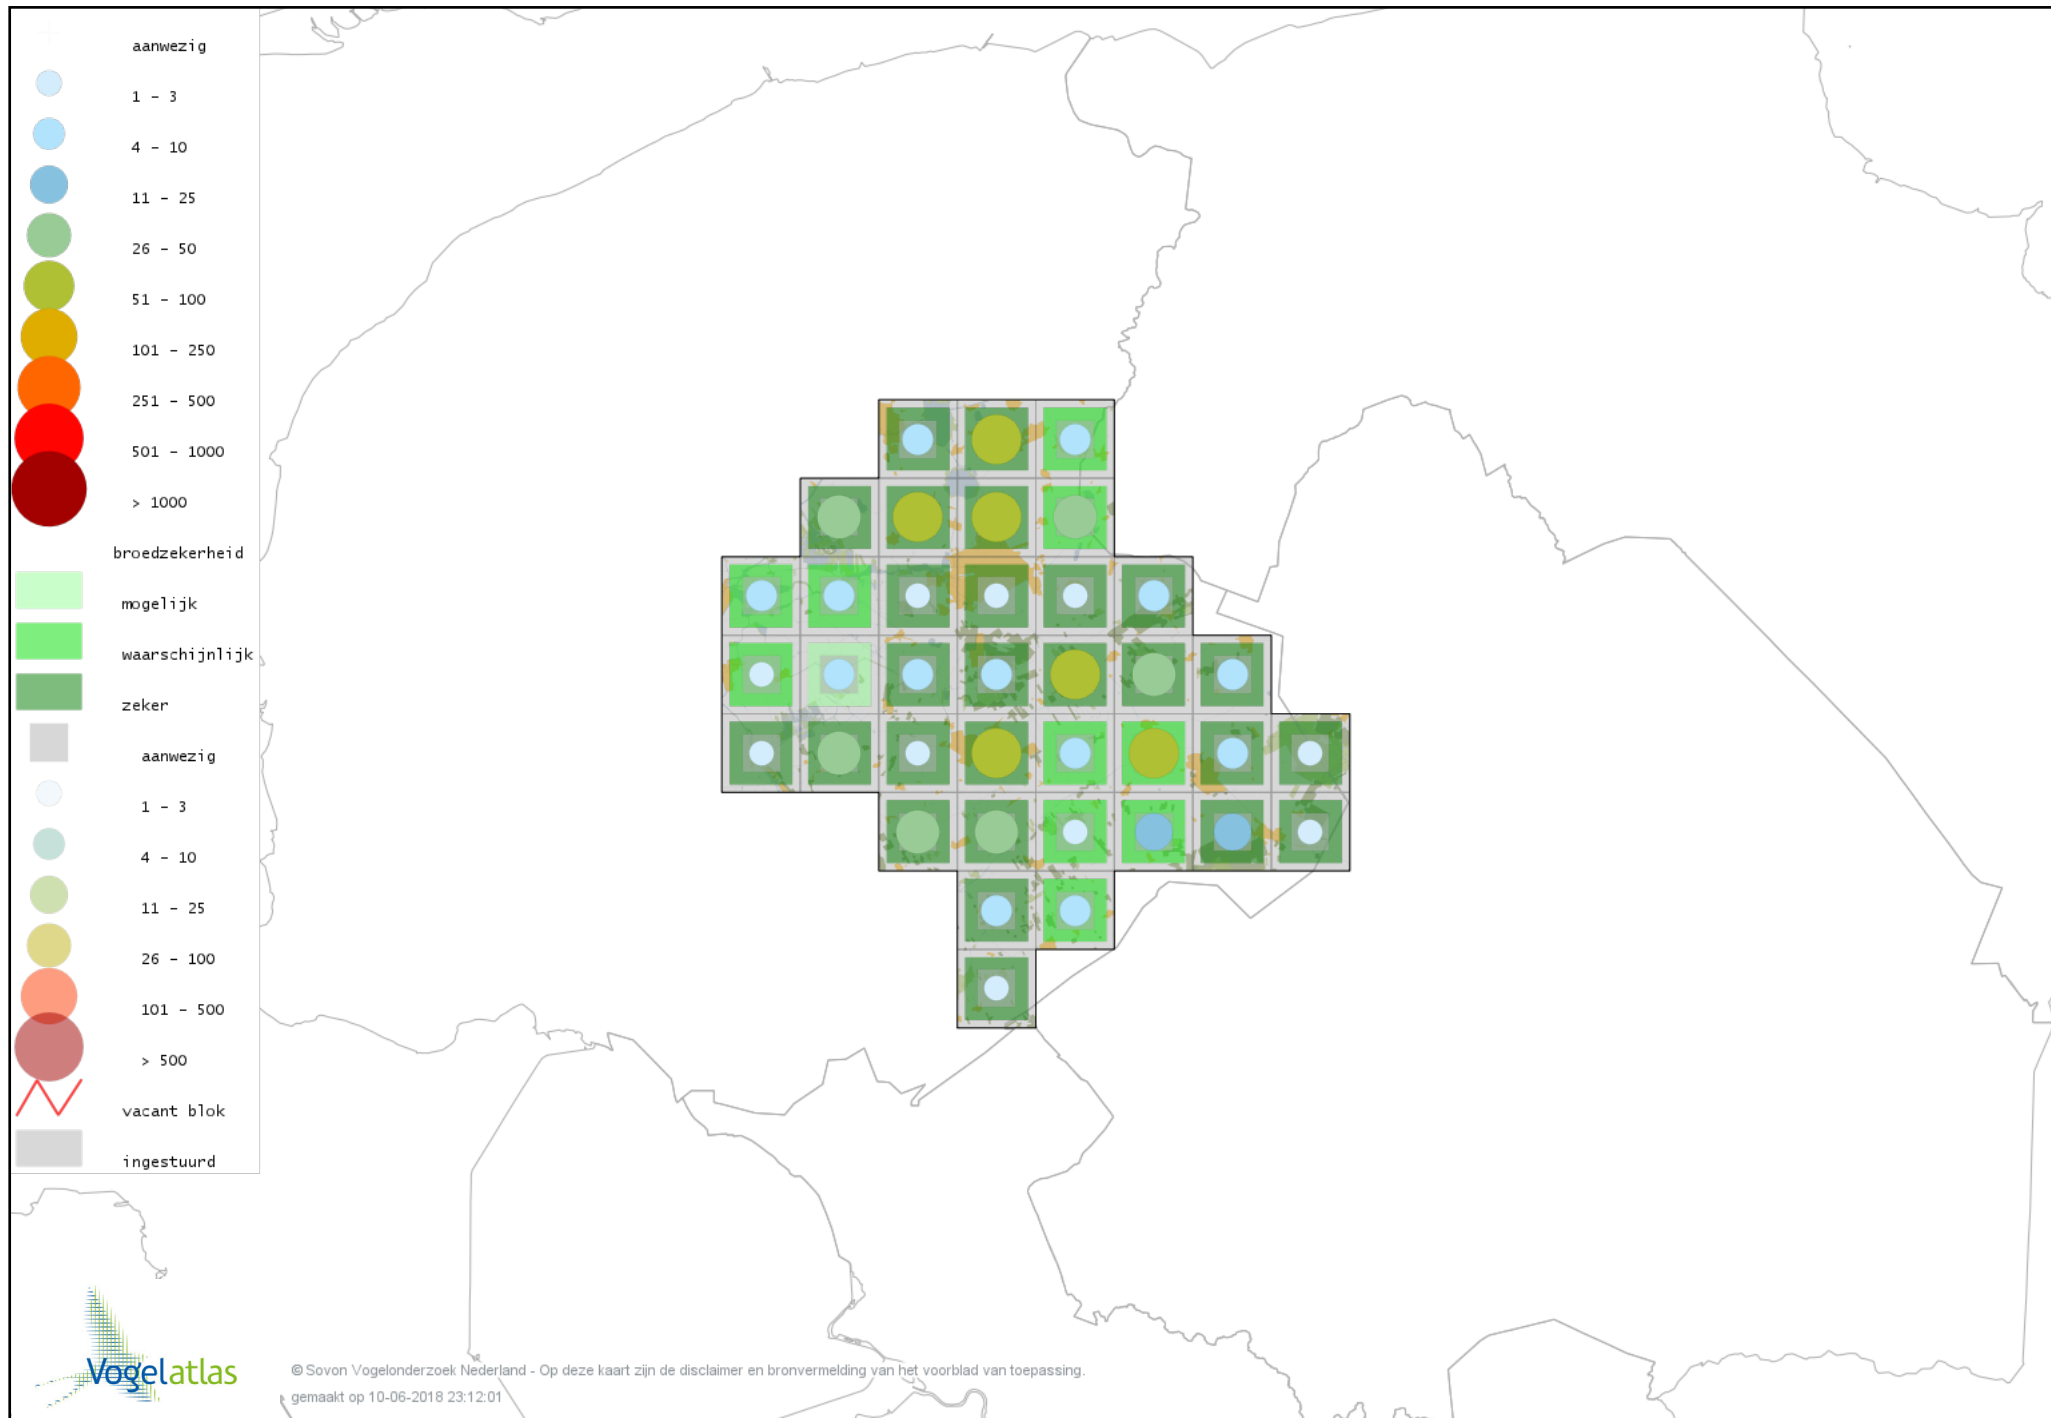 aanwezig
1 - 3
4 - 10
11 - 25
26 - 50
51 - 100
101 - 250
251 - 500
501 - 1000
> 1000
broedzekerheid
mogelijk
waarschijnlijk
zeker
aanwezig
1 - 3
4 - 10
11 - 25
26 - 100
101 - 500
> 500
vacant blok
ingestuurd
Vogelatlas
© Sovon Vogelonderzoek Nederland - Op deze kaart zijn de disclaimer en bronvermelding van het voorblad van toepassing.
gemaakt op 10-06-2018 23:12:01